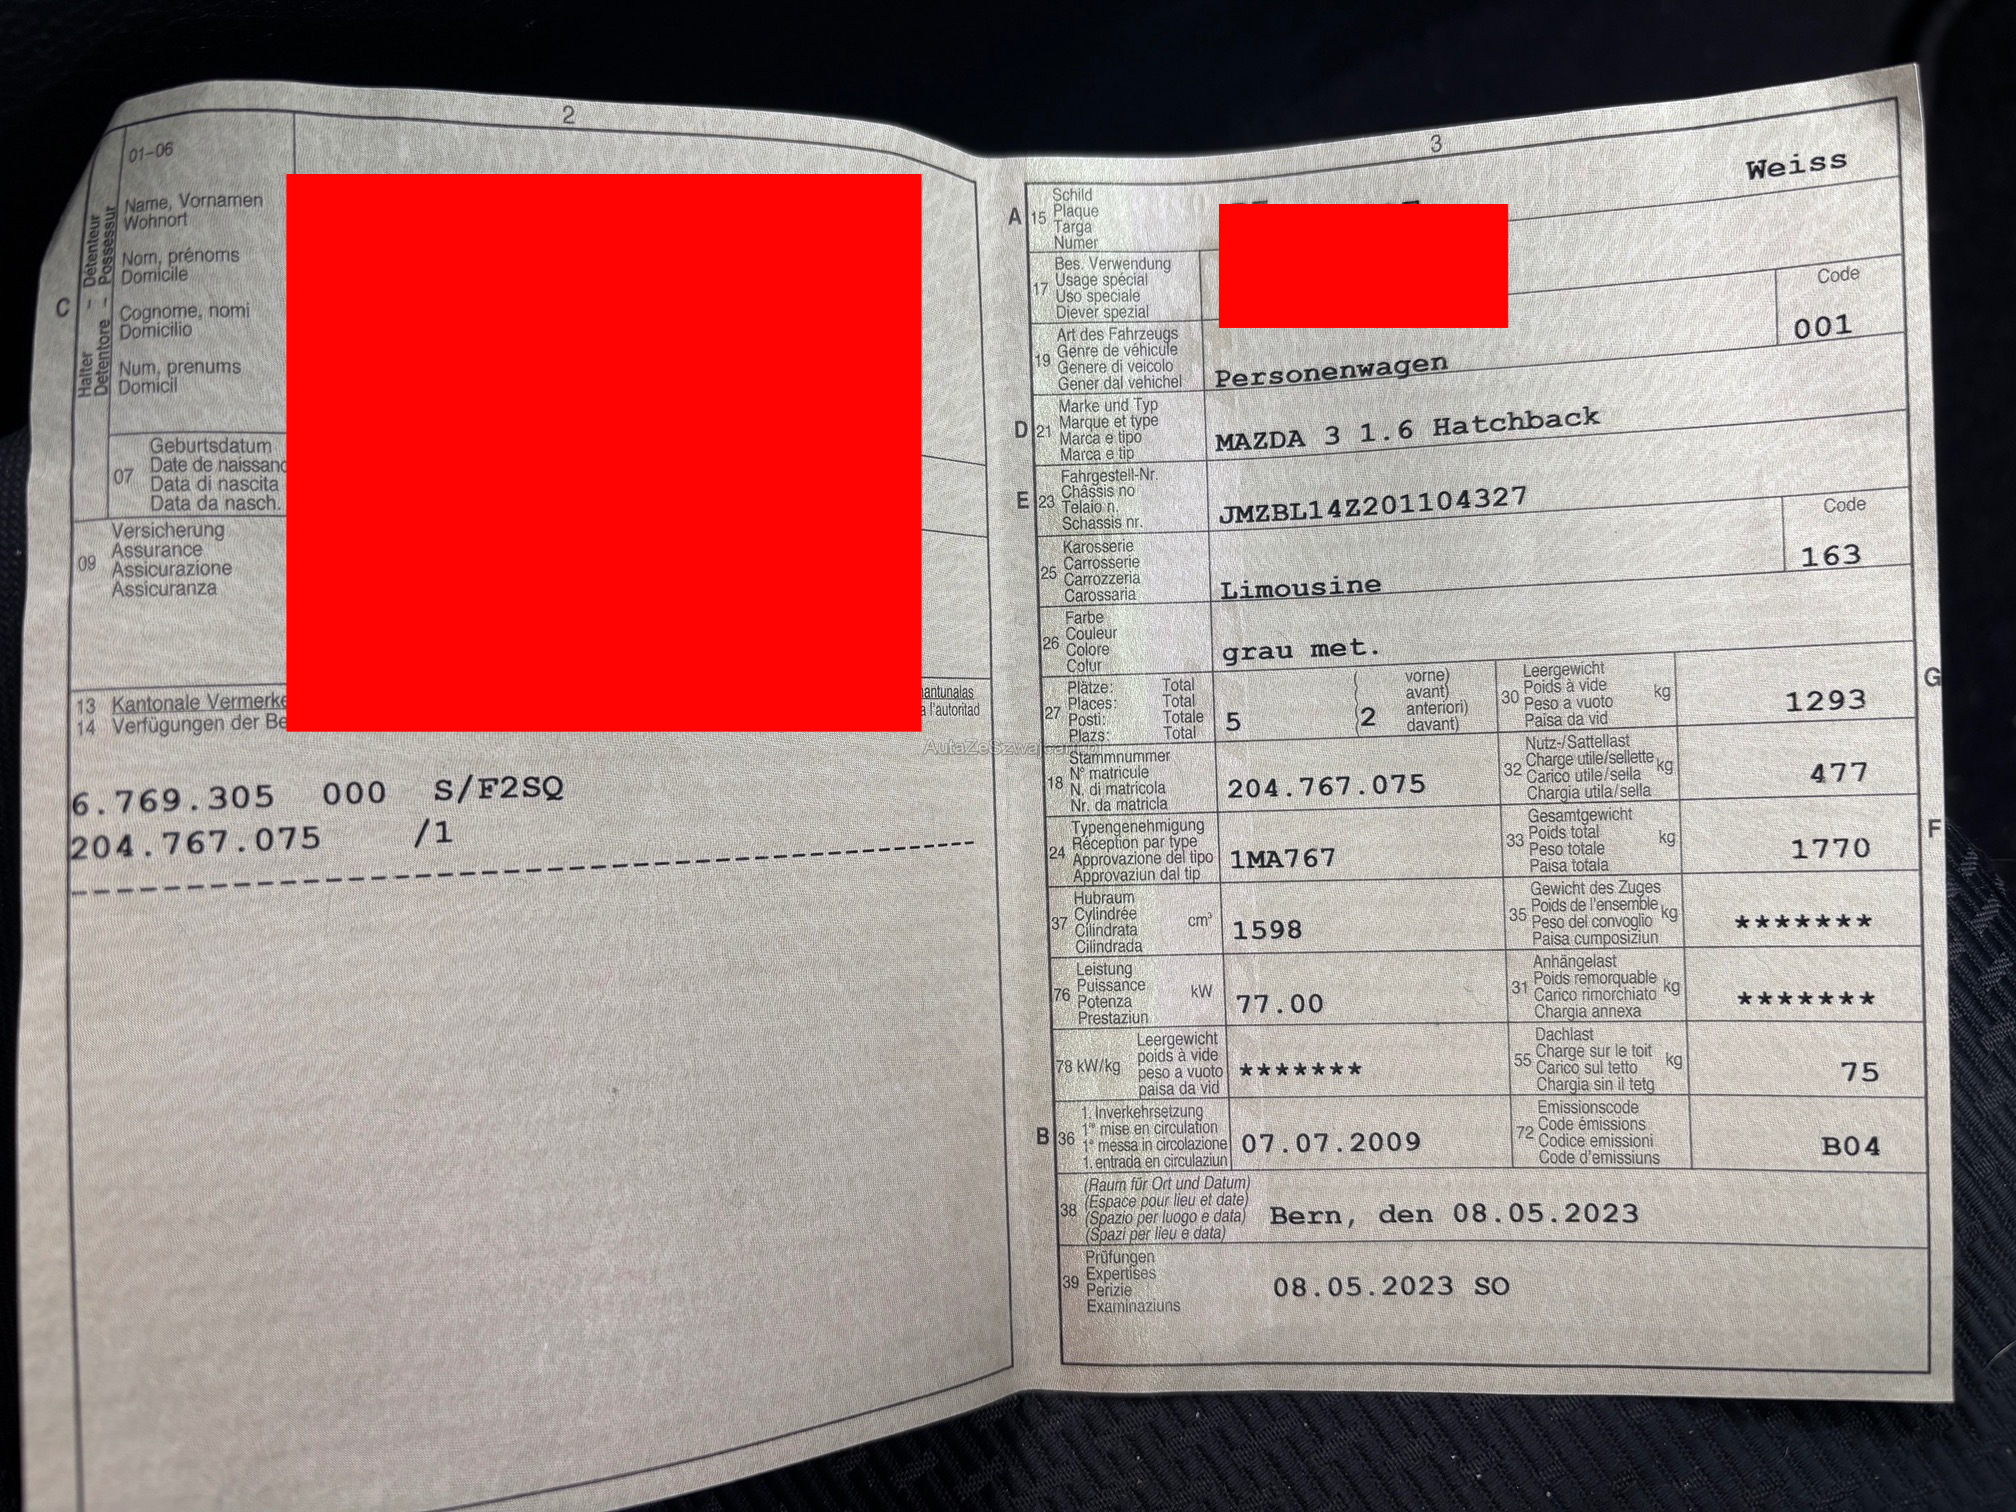 2
01-06
C
Halter - Détenteur
Detentore - Possessur
Name, Vornamen
Wohnort
Nom, prénoms
Domicile
Cognome, nomi
Domicilio
Num, prenums
Domicil
07
Geburtsdatum
Date de naissanc
Data di nascita
Data da nasch.
09
Versicherung
Assurance
Assicurazione
Assicuranza
13 Kantonale Vermerke
antunalas
14 Verfügungen der Be
a l'autoritad
6.769.305 000 S/F2SQ
204.767.075 /1
3
Weiss
A 15 Schild
Plaque
Targa
Numer
17 Bes. Verwendung
Usage spécial
Uso speciale
Diever spezial
Code
001
19 Art des Fahrzeugs
Genre de véhicule
Genere di veicolo
Gener dal vehichel
Personenwagen
D 21 Marke und Typ
Marque et type
Marca e tipo
Marca e tip
MAZDA 3 1.6 Hatchback
E 23 Fahrgestell-Nr.
Châssis no
Telaio n.
Schassis nr.
JMZBL14Z201104327
Code
163
25 Karosserie
Carrosserie
Carrozzeria
Carossaria
Limousine
26 Farbe
Couleur
Colore
Colur
grau met.
27 Plätze: Total
Places: Total
Posti: Totale
Plazs: Total
5 (2 vorne)
avant)
anteriori)
davant)
30 Leergewicht
Poids à vide kg
Peso a vuoto
Paisa da vid
1293
G
AutaZeSzwajcarii
18 Stammnummer
N° matricule
N. di matricola
Nr. da matricla
204.767.075
32 Nutz-/Sattellast
Charge utile/sellette kg
Carico utile/sella
Chargia utila/sella
477
24 Typengenehmigung
Réception par type
Approvazione del tipo
Approvaziun dal tip
1MA767
33 Gesamtgewicht
Poids total kg
Peso totale
Paisa totala
1770
F
37 Hubraum
Cylindrée cm³
Cilindrata
Cilindrada
1598
35 Gewicht des Zuges
Poids de l'ensemble kg
Peso del convoglio
Paisa cumposiziun
*******
76 Leistung
Puissance kW
Potenza
Prestaziun
77.00
31 Anhängelast
Poids remorquable kg
Carico rimorchiato
Chargia annexa
*******
78 kW/kg Leergewicht
poids à vide
peso a vuoto
paisa da vid
*******
55 Dachlast
Charge sur le toit kg
Carico sul tetto
Chargia sin il tetg
75
B 36 1. Inverkehrsetzung
1re mise en circulation
1a messa in circolazione
1. entrada en circulaziun
07.07.2009
72 Emissionscode
Code émissions
Codice emissioni
Code d'emissiuns
B04
38 (Raum für Ort und Datum)
(Espace pour lieu et date)
(Spazio per luogo e data)
(Spazi per lieu e data)
Bern, den 08.05.2023
39 Prüfungen
Expertises
Perizie
Examinaziuns
08.05.2023 SO